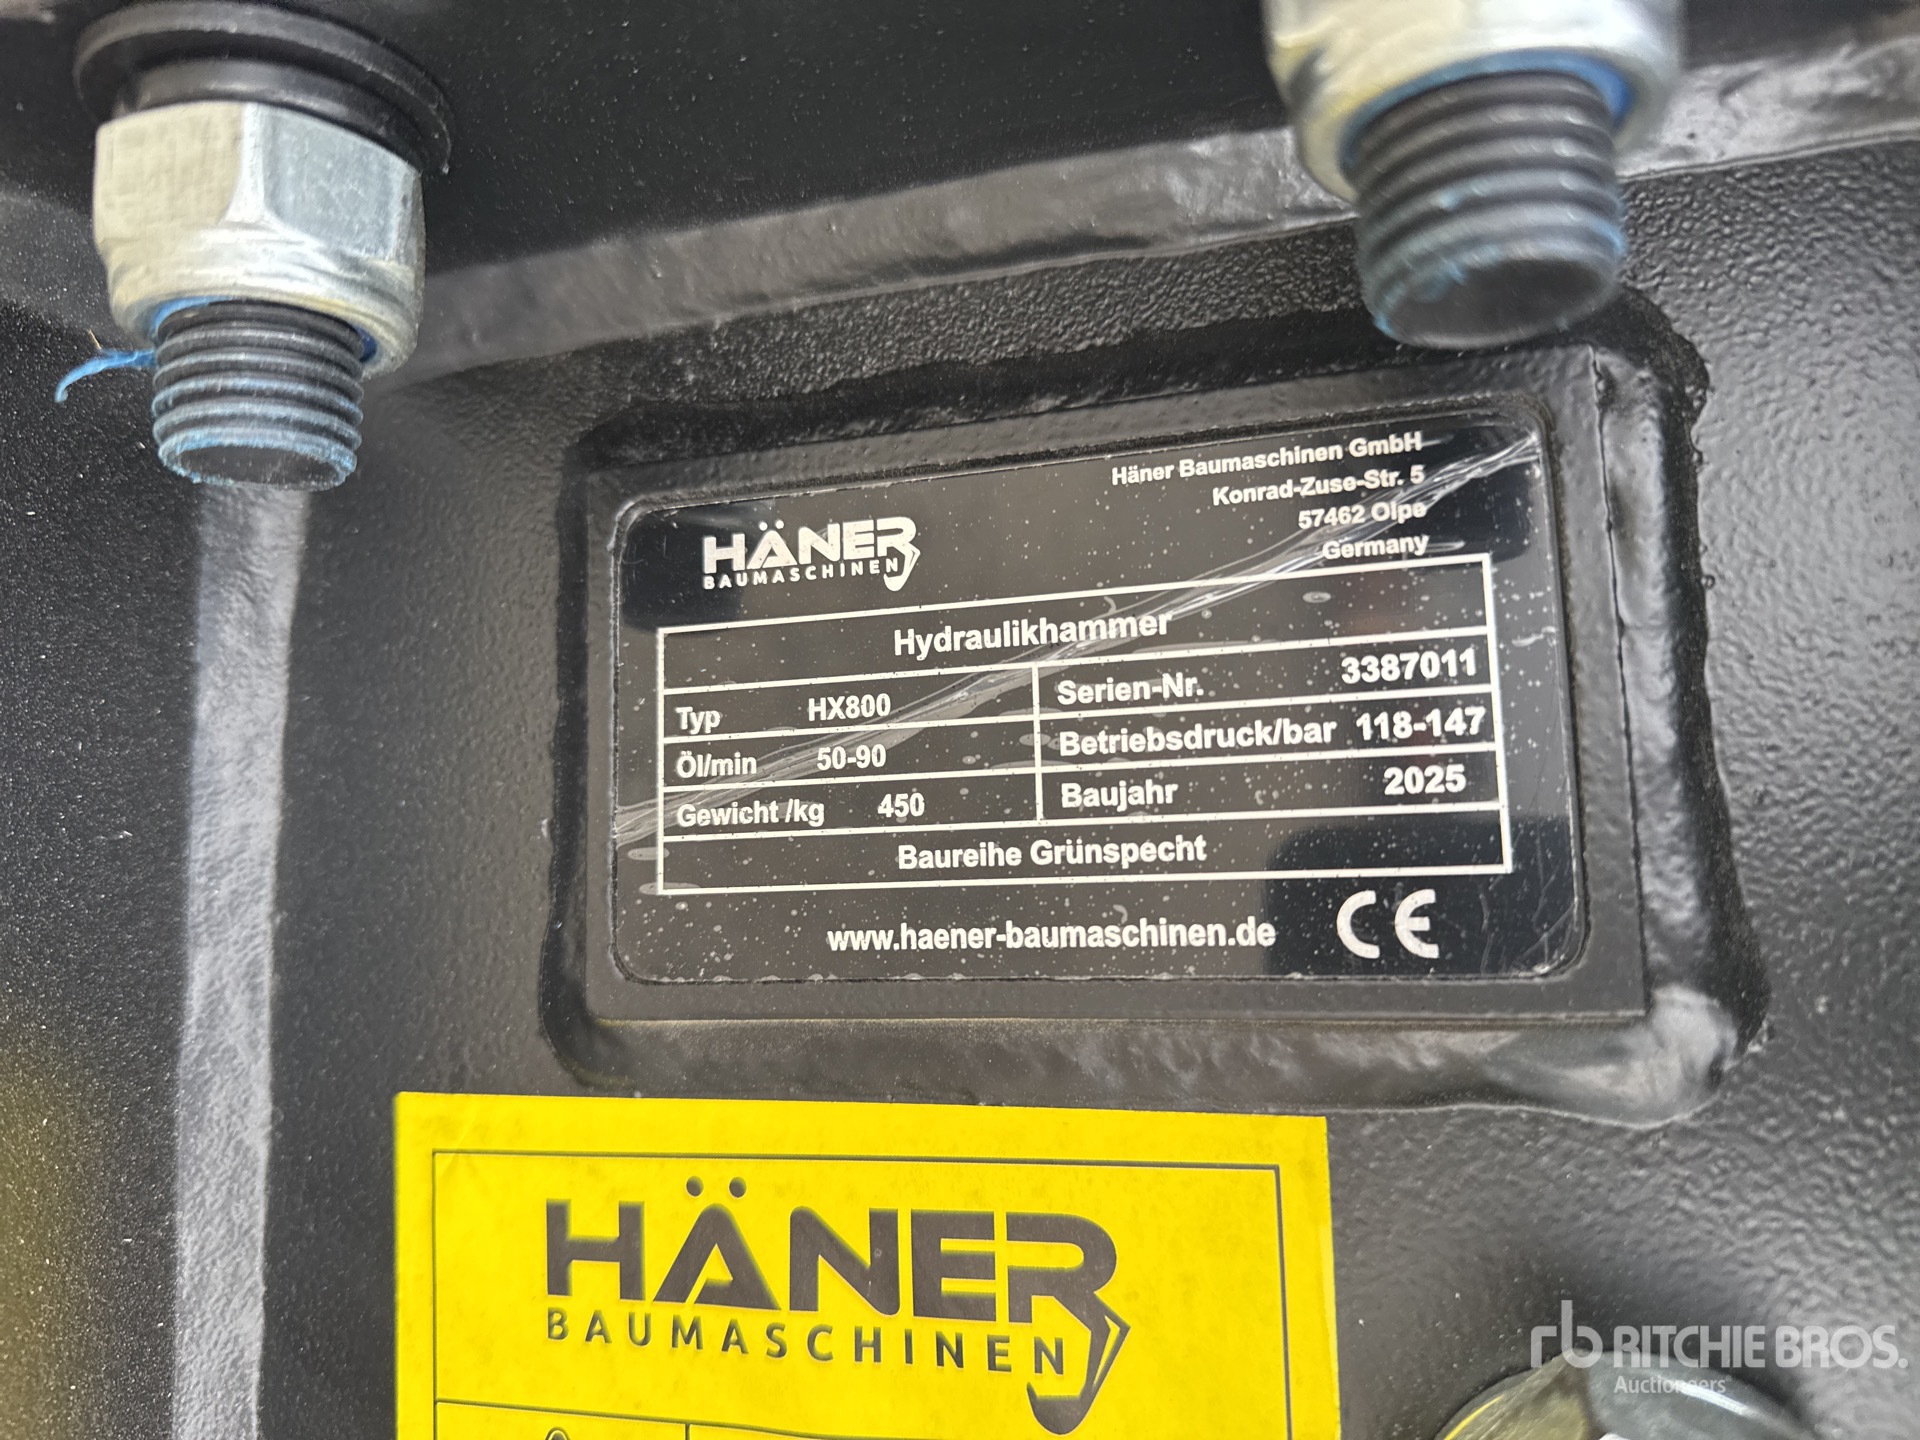 HÄNER
BAUMASCHINEN
Häner Baumaschinen GmbH
Konrad-Zuse-Str. 5
57462 Olpe
Germany
Hydraulikhammer
Typ HX800 Serien-Nr. 3387011
Öl/min 50-90 Betriebsdruck/bar 118-147
Gewicht /kg 450 Baujahr 2025
Baureihe Grünspecht
www.haener-baumaschinen.de CE
HÄNER
BAUMASCHINEN
rb RITCHIE BROS.
Auctioneers